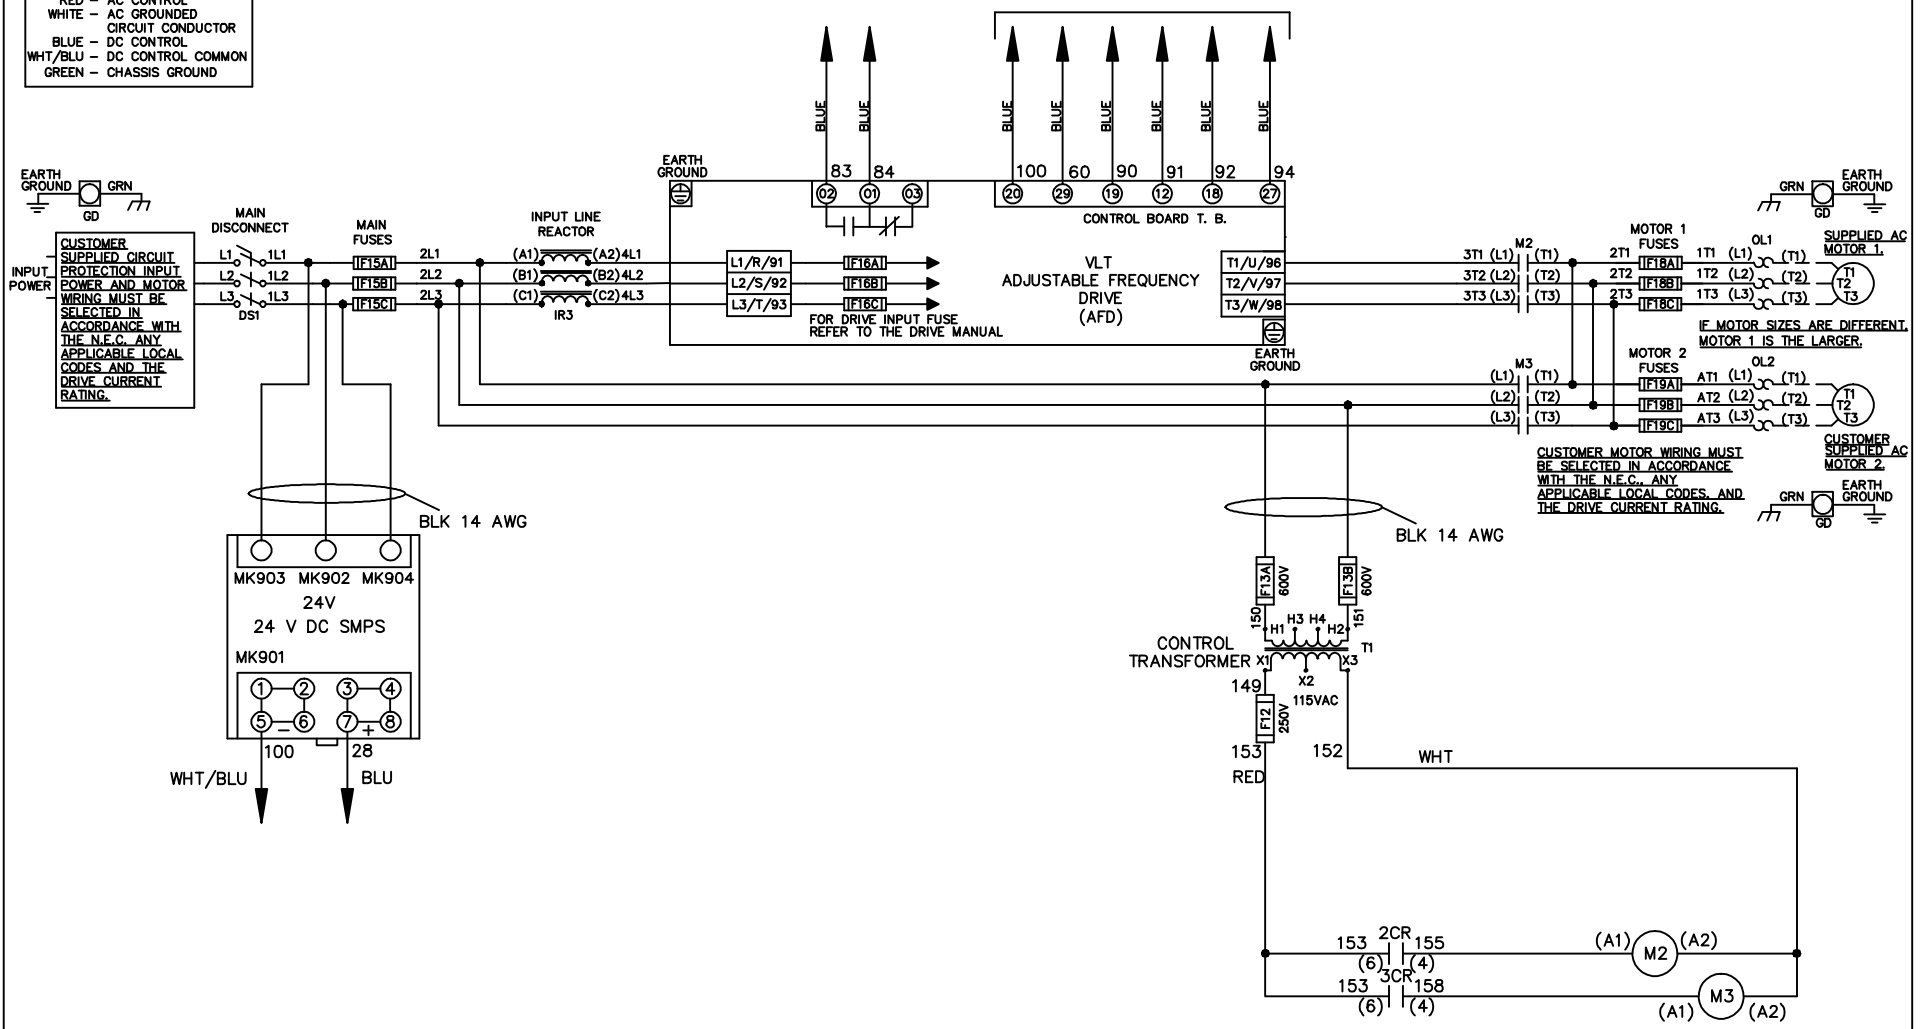 RED – AC CONTROL
WHITE – AC GROUNDED
CIRCUIT CONDUCTOR
BLUE – DC CONTROL
WHT/BLU – DC CONTROL COMMON
GREEN – CHASSIS GROUND
BLUE BLUE BLUE BLUE BLUE BLUE BLUE BLUE
83 84 100 60 90 91 92 94
02 01 03 20 29 19 12 18 27
CONTROL BOARD T. B.
EARTH
GROUND
GRN
GD
EARTH
GROUND
EARTH
GROUND
GRN
GD
INPUT
POWER
CUSTOMER
SUPPLIED CIRCUIT
PROTECTION INPUT
POWER AND MOTOR
WIRING MUST BE
SELECTED IN
ACCORDANCE WITH
THE N.E.C. ANY
APPLICABLE LOCAL
CODES AND THE
DRIVE CURRENT
RATING.
MAIN
DISCONNECT
L1 1L1
L2 1L2
L3 1L3
DS1
MAIN
FUSES
F15A 2L1
F15B 2L2
F15C 2L3
INPUT LINE
REACTOR
(A1) (A2) 4L1
(B1) (B2) 4L2
(C1) (C2) 4L3
IR3
L1/R/91 F16A
L2/S/92 F16B
L3/T/93 F16C
FOR DRIVE INPUT FUSE
REFER TO THE DRIVE MANUAL
VLT
ADJUSTABLE FREQUENCY
DRIVE
(AFD)
T1/U/96
T2/V/97
T3/W/98
EARTH
GROUND
M2
3T1 (L1) (T1)
3T2 (L2) (T2)
3T3 (L3) (T3)
MOTOR 1
FUSES
2T1 F18A 1T1 (L1) (T1)
2T2 F18B 1T2 (L2) (T2)
2T3 F18C 1T3 (L3) (T3)
OL1
SUPPLIED AC
MOTOR 1.
T1
T2
T3
IF MOTOR SIZES ARE DIFFERENT,
MOTOR 1 IS THE LARGER.
M3
(L1) (T1)
(L2) (T2)
(L3) (T3)
MOTOR 2
FUSES
F19A AT1 (L1) (T1)
F19B AT2 (L2) (T2)
F19C AT3 (L3) (T3)
OL2
T1
T2
T3
CUSTOMER
SUPPLIED AC
MOTOR 2.
CUSTOMER MOTOR WIRING MUST
BE SELECTED IN ACCORDANCE
WITH THE N.E.C., ANY
APPLICABLE LOCAL CODES, AND
THE DRIVE CURRENT RATING.
GRN
EARTH
GROUND
GD
BLK 14 AWG
MK903 MK902 MK904
24V
24 V DC SMPS
MK901
1 2 3 4
5 6 7 8
– +
100 28
WHT/BLU BLU
BLK 14 AWG
F13A 600V F13B 600V
150 151
H1 H3 H4 H2
T1
CONTROL
TRANSFORMER
X1 X3
X2
115VAC
149
F12 250V
153
RED
152
WHT
2CR
153 155
(6) (4)
(A1) M2 (A2)
3CR
153 158
(6) (4)
(A1) M3 (A2)